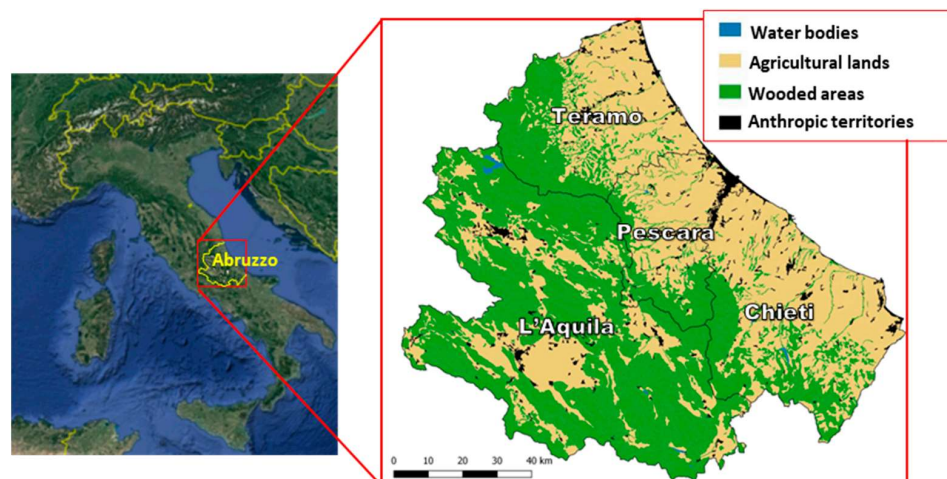 Water bodies
Agricultural lands
Wooded areas
Anthropic territories
Teramo
Pescara
Abruzzo
Chieti
L'Aquila
0 10 20 30 40 km